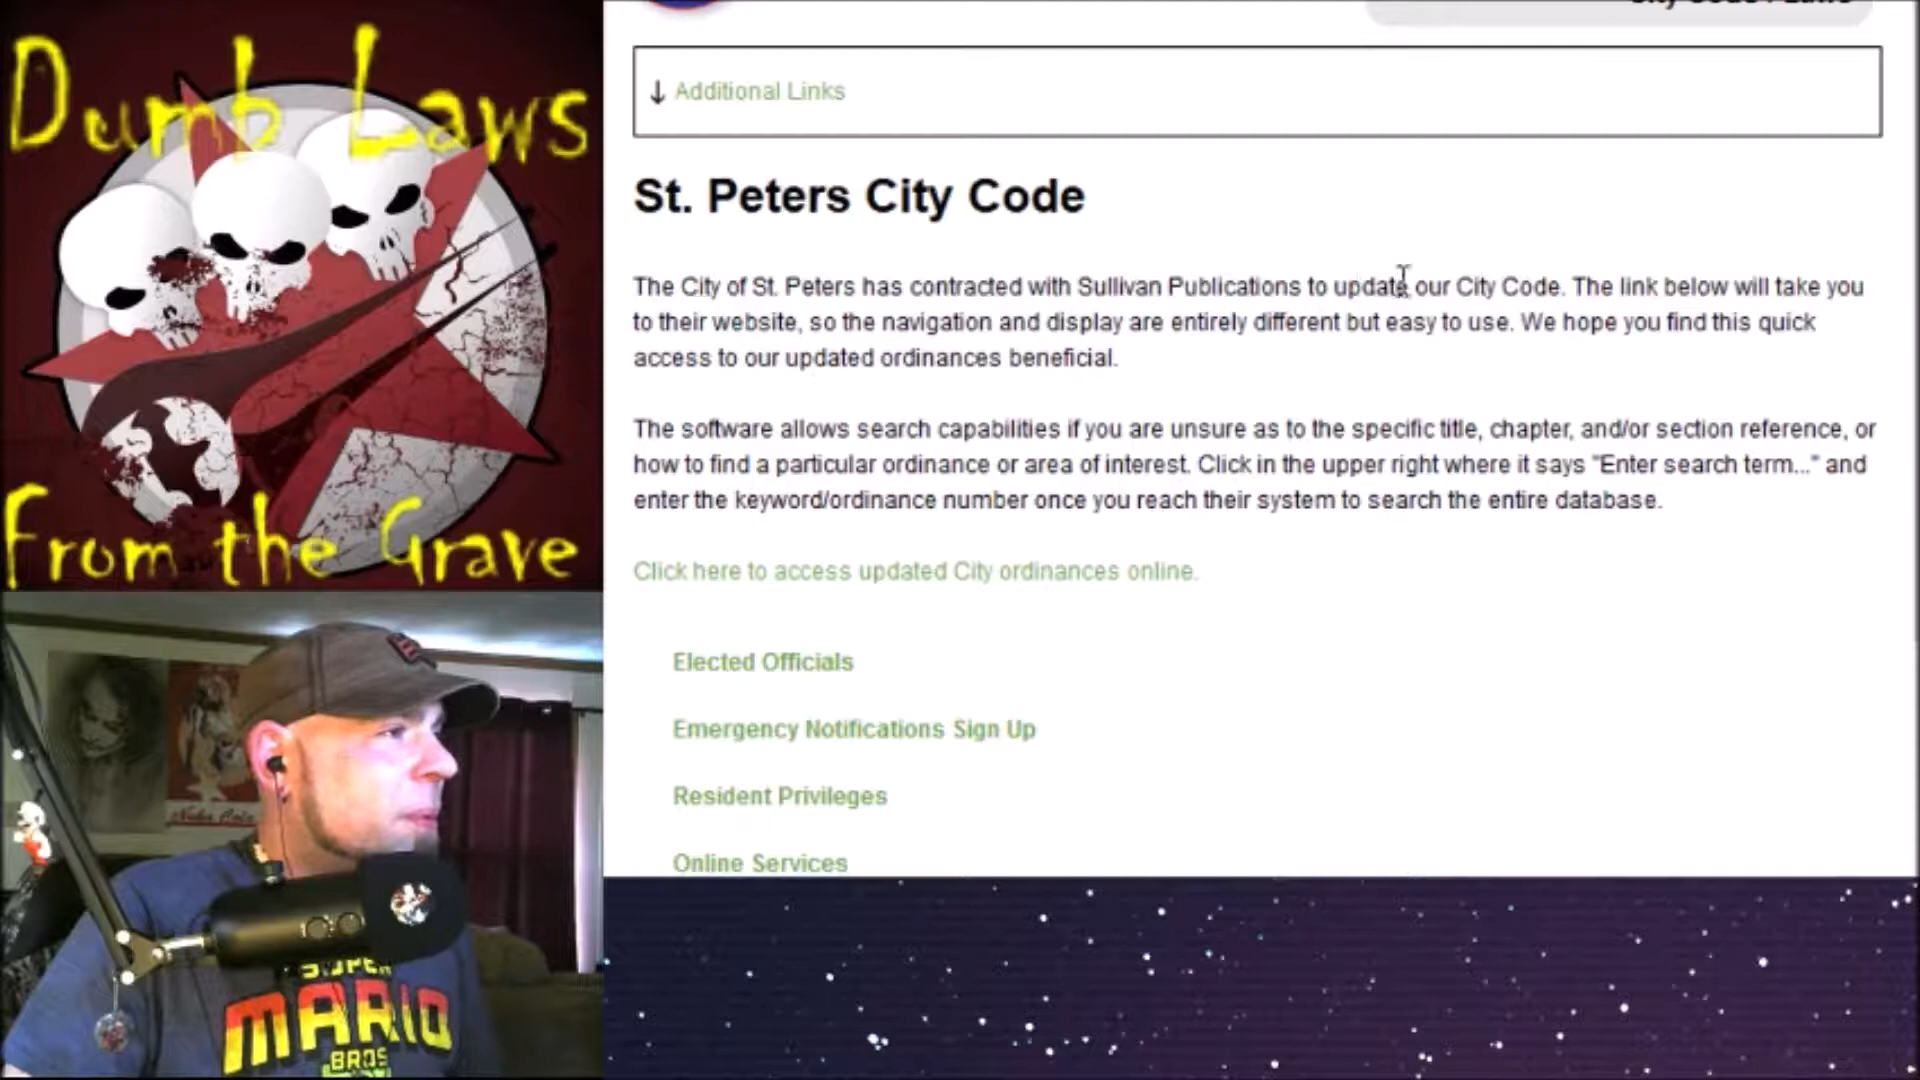 Dumb Laws
From the Grave
↓ Additional Links
St. Peters City Code
The City of St. Peters has contracted with Sullivan Publications to update our City Code. The link below will take you
to their website, so the navigation and display are entirely different but easy to use. We hope you find this quick
access to our updated ordinances beneficial.
The software allows search capabilities if you are unsure as to the specific title, chapter, and/or section reference, or
how to find a particular ordinance or area of interest. Click in the upper right where it says "Enter search term..." and
enter the keyword/ordinance number once you reach their system to search the entire database.
Click here to access updated City ordinances online.
Elected Officials
Emergency Notifications Sign Up
Resident Privileges
Online Services
Nuka Cola
SUPER
MARIO
BROS